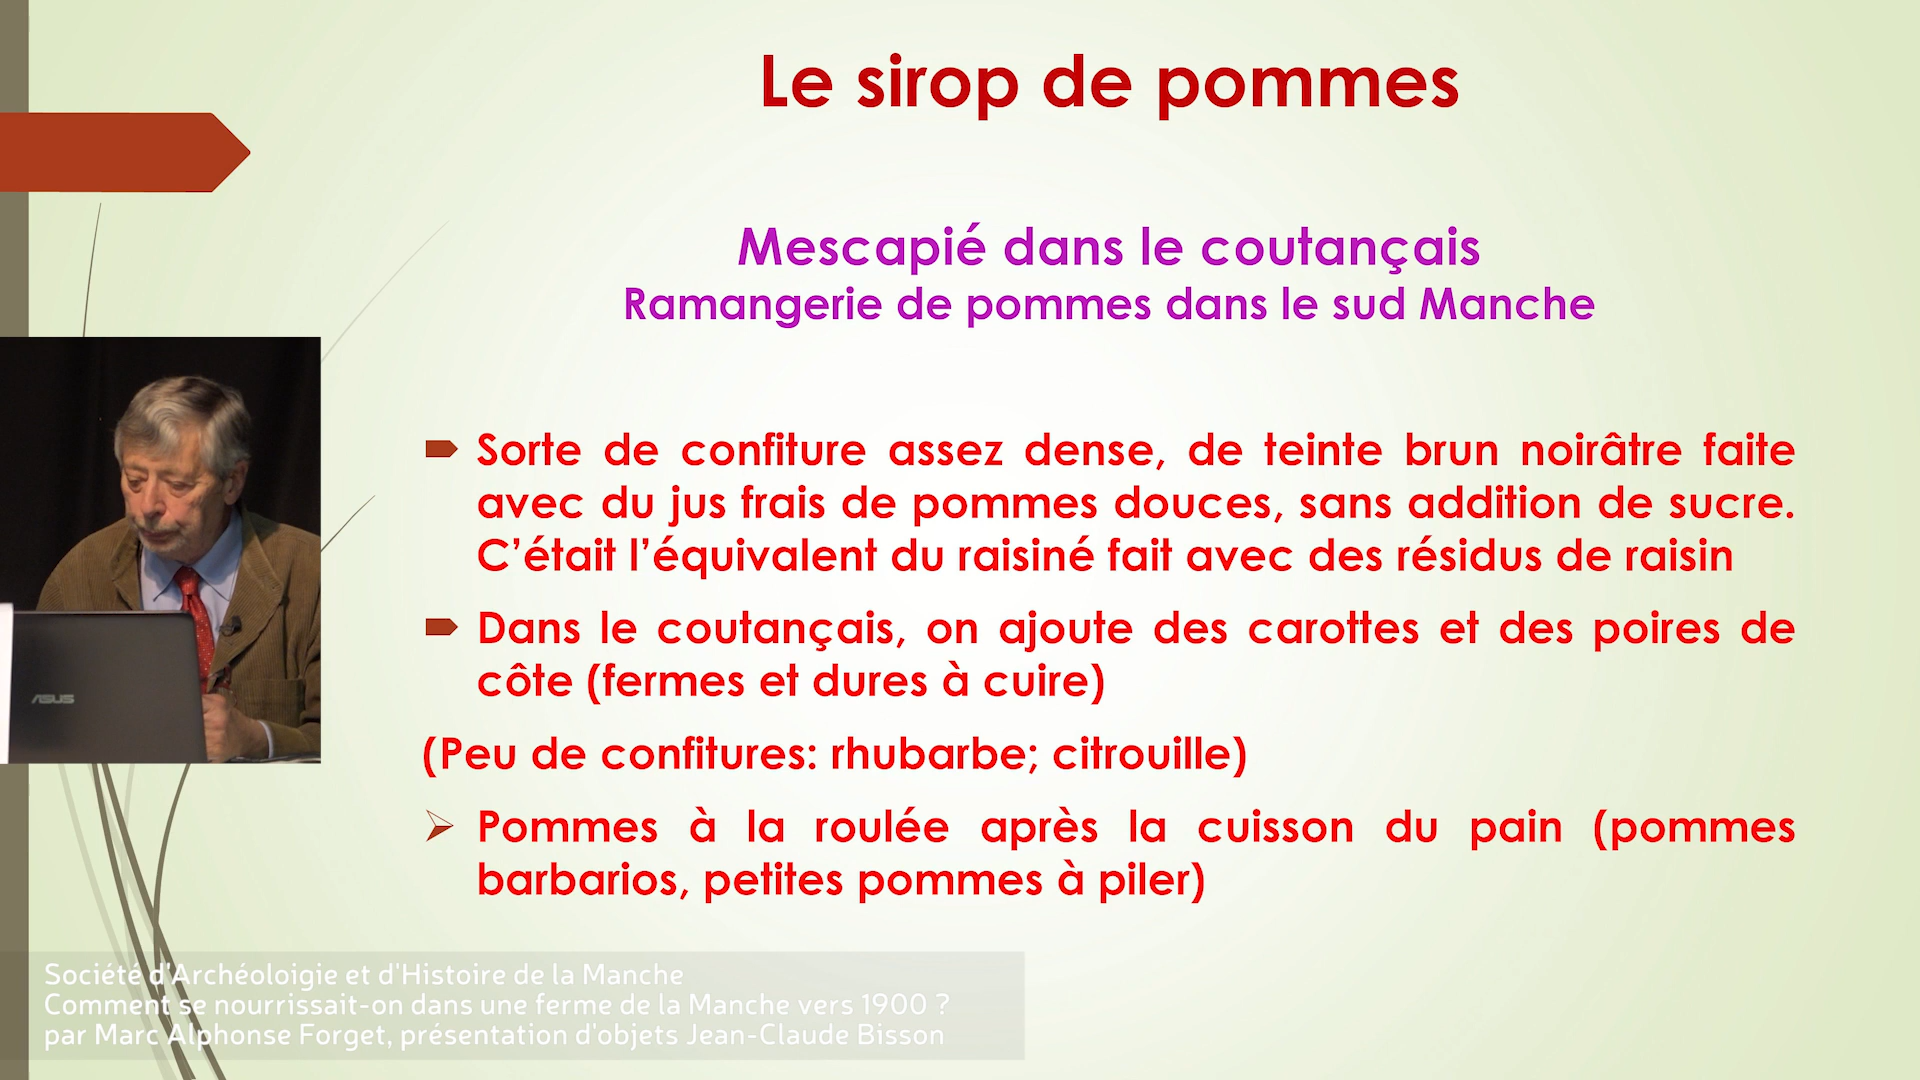 Le sirop de pommes
Mescapié dans le coutançais
Ramangerie de pommes dans le sud Manche
Sorte de confiture assez dense, de teinte brun noirâtre faite
avec du jus frais de pommes douces, sans addition de sucre.
C’était l’équivalent du raisiné fait avec des résidus de raisin
Dans le coutançais, on ajoute des carottes et des poires de
côte (fermes et dures à cuire)
(Peu de confitures: rhubarbe; citrouille)
Pommes à la roulée après la cuisson du pain (pommes
barbarios, petites pommes à piler)
ASUS
Société d'Archéoloigie et d'Histoire de la Manche
Comment se nourrissait-on dans une ferme de la Manche vers 1900 ?
par Marc Alphonse Forget, présentation d'objets Jean-Claude Bisson